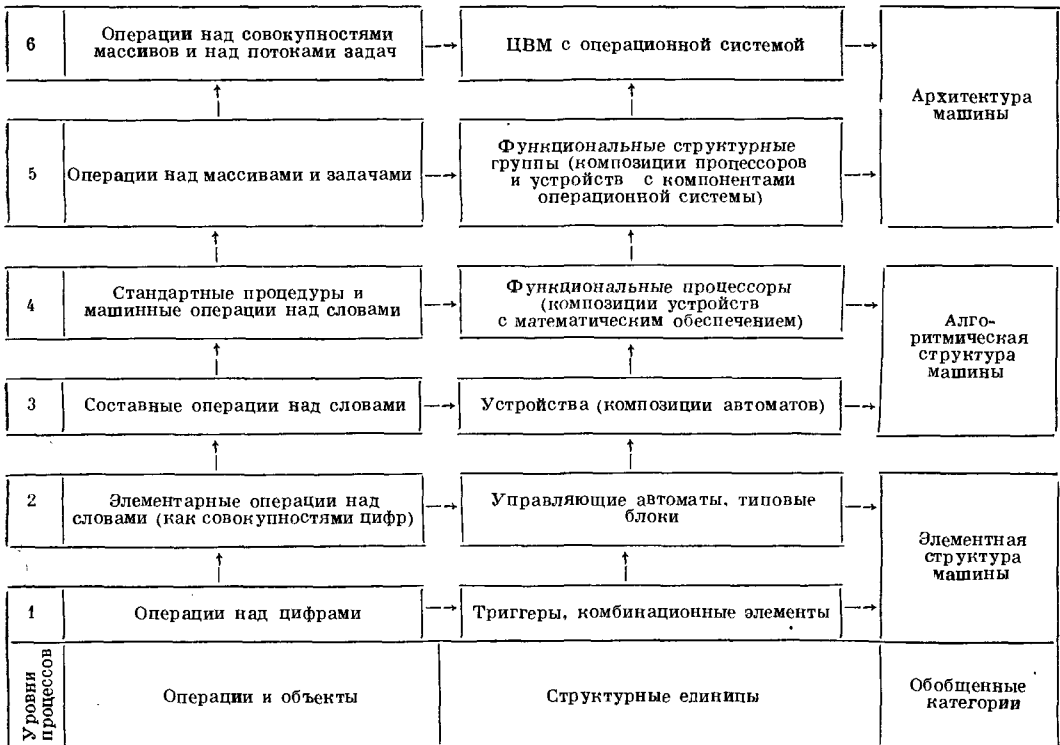 6
Операции над совокупностями
массивов и над потоками задач
ЦВМ с операционной системой
Архитектура
машины
5
Операции над массивами и задачами
Функциональные структурные
группы (композиции процессоров
и устройств с компонентами
операционной системы)
4
Стандартные процедуры и
машинные операции над словами
Функциональные процессоры
(композиции устройств
с математическим обеспечением)
Алго-
ритмическая
структура
машины
3
Составные операции над словами
Устройства (композиции автоматов)
2
Элементарные операции над
словами (как совокупностями цифр)
Управляющие автоматы, типовые
блоки
Элементная
структура
машины
1
Операции над цифрами
Триггеры, комбинационные элементы
Уровни
процессов
Операции и объекты
Структурные единицы
Обобщенные
категории